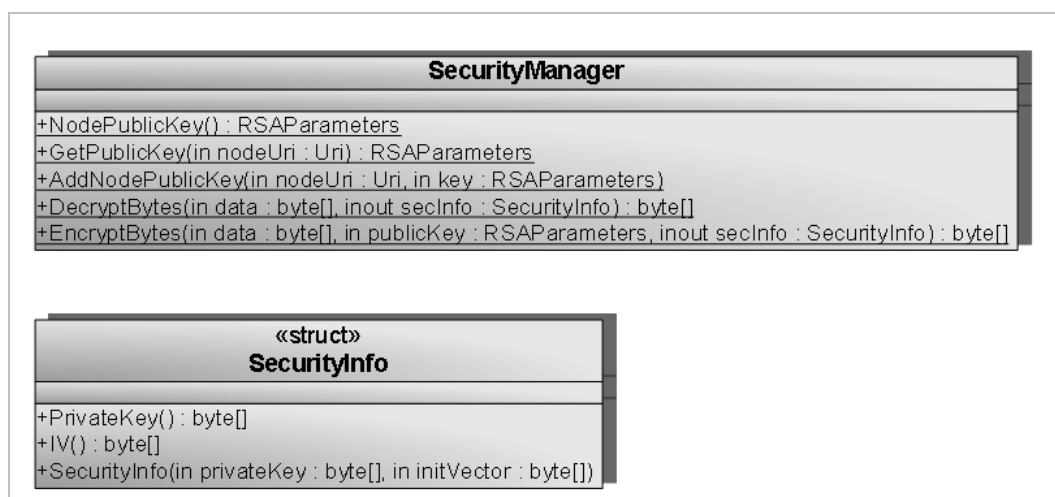 SecurityManager
+NodePublicKey() : RSAParameters
+GetPublicKey(in nodeUri : Uri) : RSAParameters
+AddNodePublicKey(in nodeUri : Uri, in key : RSAParameters)
+DecryptBytes(in data : byte[], inout secInfo : SecurityInfo) : byte[]
+EncryptBytes(in data : byte[], in publicKey : RSAParameters, inout secInfo : SecurityInfo) : byte[]
«struct»
SecurityInfo
+PrivateKey() : byte[]
+IV() : byte[]
+SecurityInfo(in privateKey : byte[], in initVector : byte[])